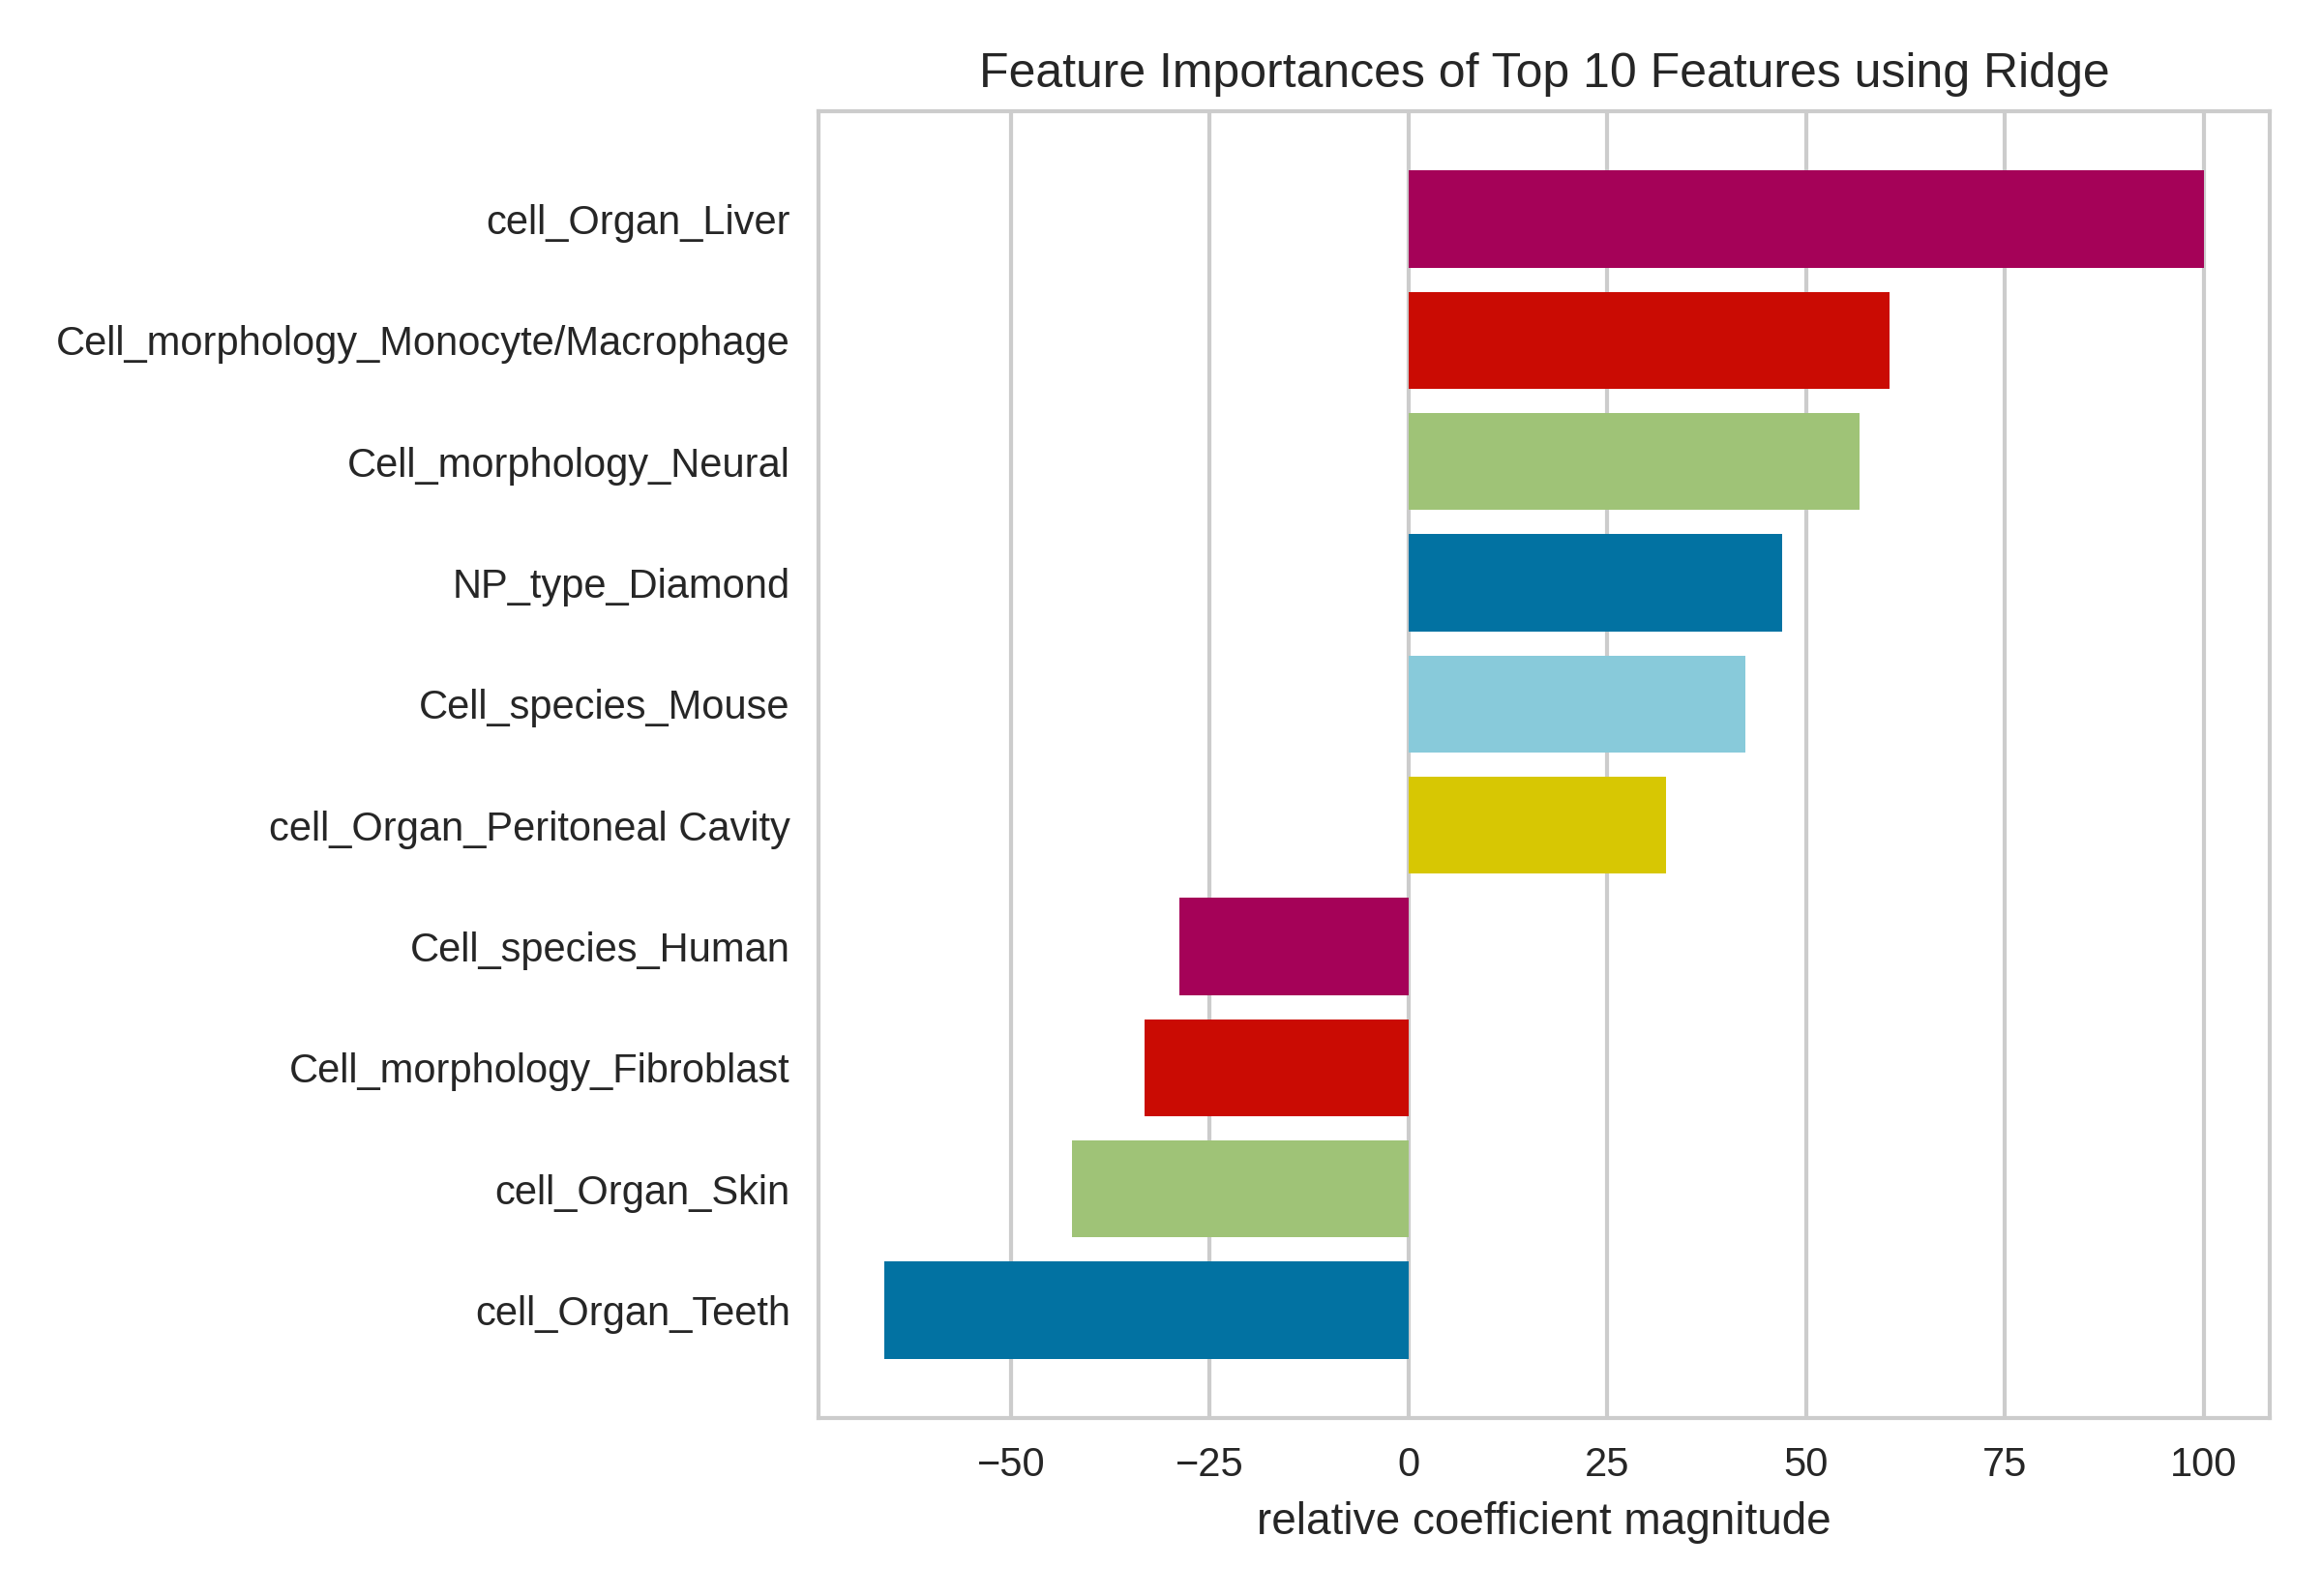 Feature Importances of Top 10 Features using Ridge
cell_Organ_Liver
Cell_morphology_Monocyte/Macrophage
Cell_morphology_Neural
NP_type_Diamond
Cell_species_Mouse
cell_Organ_Peritoneal Cavity
Cell_species_Human
Cell_morphology_Fibroblast
cell_Organ_Skin
cell_Organ_Teeth
−50 −25 0 25 50 75 100
relative coefficient magnitude